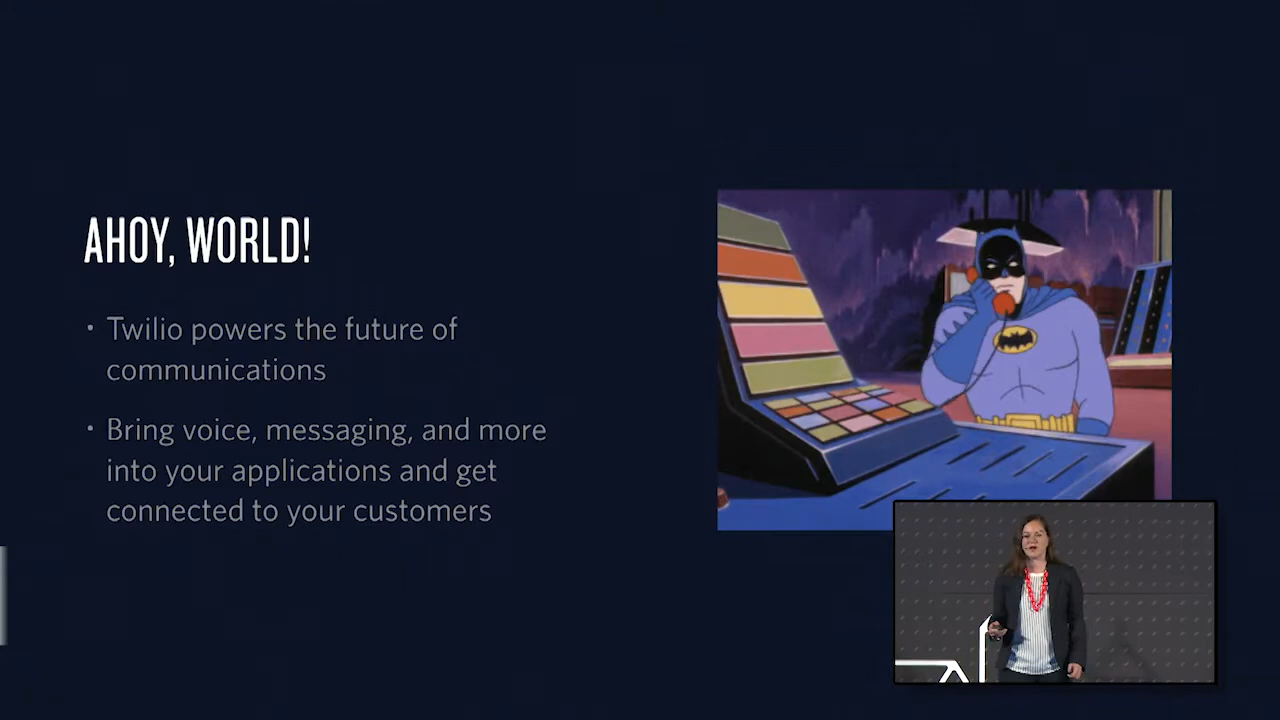 AHOY, WORLD!
• Twilio powers the future of
communications
• Bring voice, messaging, and more
into your applications and get
connected to your customers